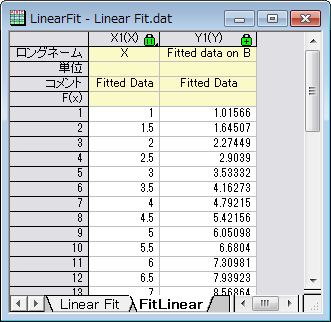 LinearFit - Linear Fit.dat
X1(X) Y1(Y)
ロングネーム X Fitted data on B
単位
コメント Fitted Data Fitted Data
F(x)
1 1 1.01566
2 1.5 1.64507
3 2 2.27449
4 2.5 2.9039
5 3 3.53332
6 3.5 4.16273
7 4 4.79215
8 4.5 5.42156
9 5 6.05098
10 5.5 6.6804
11 6 7.30981
12 6.5 7.93923
13 7 8.56864
Linear Fit FitLinear